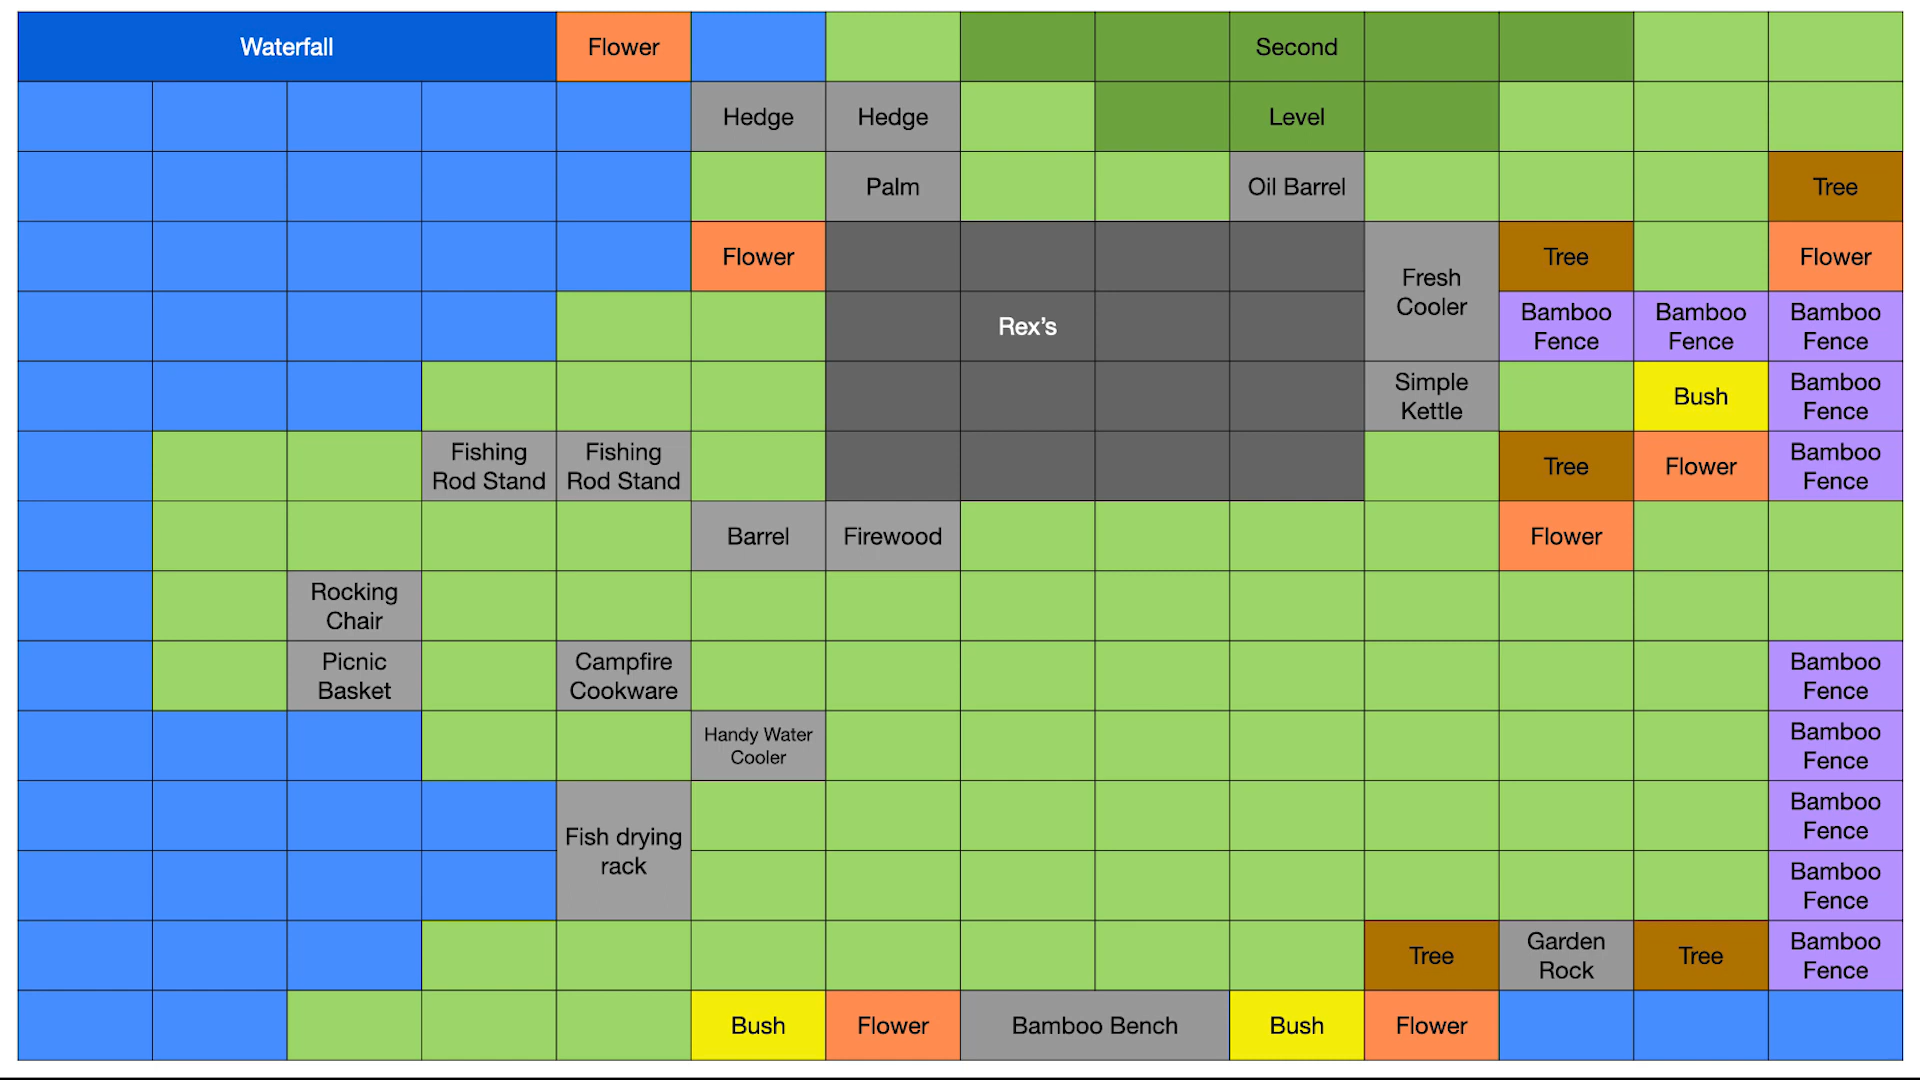 Waterfall
Flower
Second
Hedge
Hedge
Level
Palm
Oil Barrel
Tree
Flower
Fresh
Cooler
Tree
Flower
Rex's
Bamboo
Fence
Bamboo
Fence
Bamboo
Fence
Simple
Kettle
Bush
Bamboo
Fence
Fishing
Rod Stand
Fishing
Rod Stand
Tree
Flower
Bamboo
Fence
Barrel
Firewood
Flower
Rocking
Chair
Picnic
Basket
Campfire
Cookware
Bamboo
Fence
Handy Water
Cooler
Bamboo
Fence
Fish drying
rack
Bamboo
Fence
Bamboo
Fence
Tree
Garden
Rock
Tree
Bamboo
Fence
Bush
Flower
Bamboo Bench
Bush
Flower